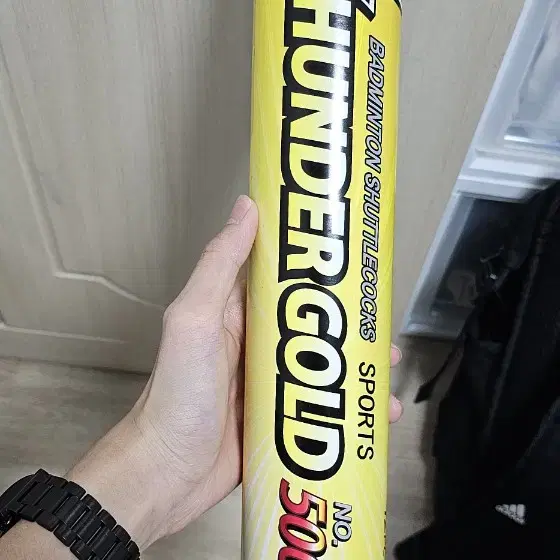 HUNDER GOLD
BADMINTON SHUTTLECOCKS
SPORTS
NO.
500